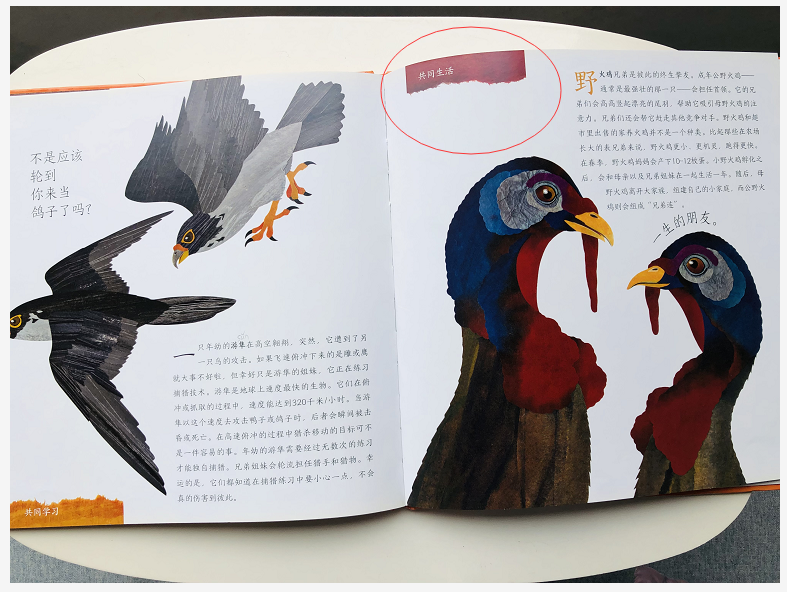 不是应该
轮到
你来当
鸽子了吗？
一只年幼的游隼在高空翱翔，突然，它遭到了另
一只鸟的攻击。如果飞速俯冲下来的是雕或鹰
就大事不好啦，但幸好只是游隼的姐妹，它正在练习
捕猎技术。游隼是地球上速度最快的生物。它们在俯
冲或抓取的过程中，速度能达到320千米/小时。当游
隼以这个速度去攻击鸭子或鸽子时，后者会瞬间被击
昏或死亡。在高速俯冲的过程中猎杀移动的目标可不
是一件容易的事。年幼的游隼需要经过无数次的练习
才能独自捕猎。兄弟姐妹会轮流担任猎手和猎物。幸
运的是，它们都知道在捕猎练习中要小心一点，不会
真的伤害到彼此。
共同学习
共同生活
野火鸡兄弟是彼此的终生挚友。成年公野火鸡——
通常是最强壮的那一只——会担任首领。它的兄
弟们会高高竖起漂亮的尾羽，帮助它吸引母野火鸡的注
意力。兄弟们还会帮它赶走其他竞争对手。野火鸡和超
市里出售的家养火鸡并不是一个种类。比起那些在农场
长大的表兄弟来说，野火鸡更小，更机灵，跑得更快。
在春季，野火鸡妈妈会产下10-12枚蛋。小野火鸡孵化之
后，会和母亲以及兄弟姐妹在一起生活一年。随后，母
野火鸡离开大家族，组建自己的小家庭，而公野火
鸡则会组成“兄弟连”。
一生的朋友。